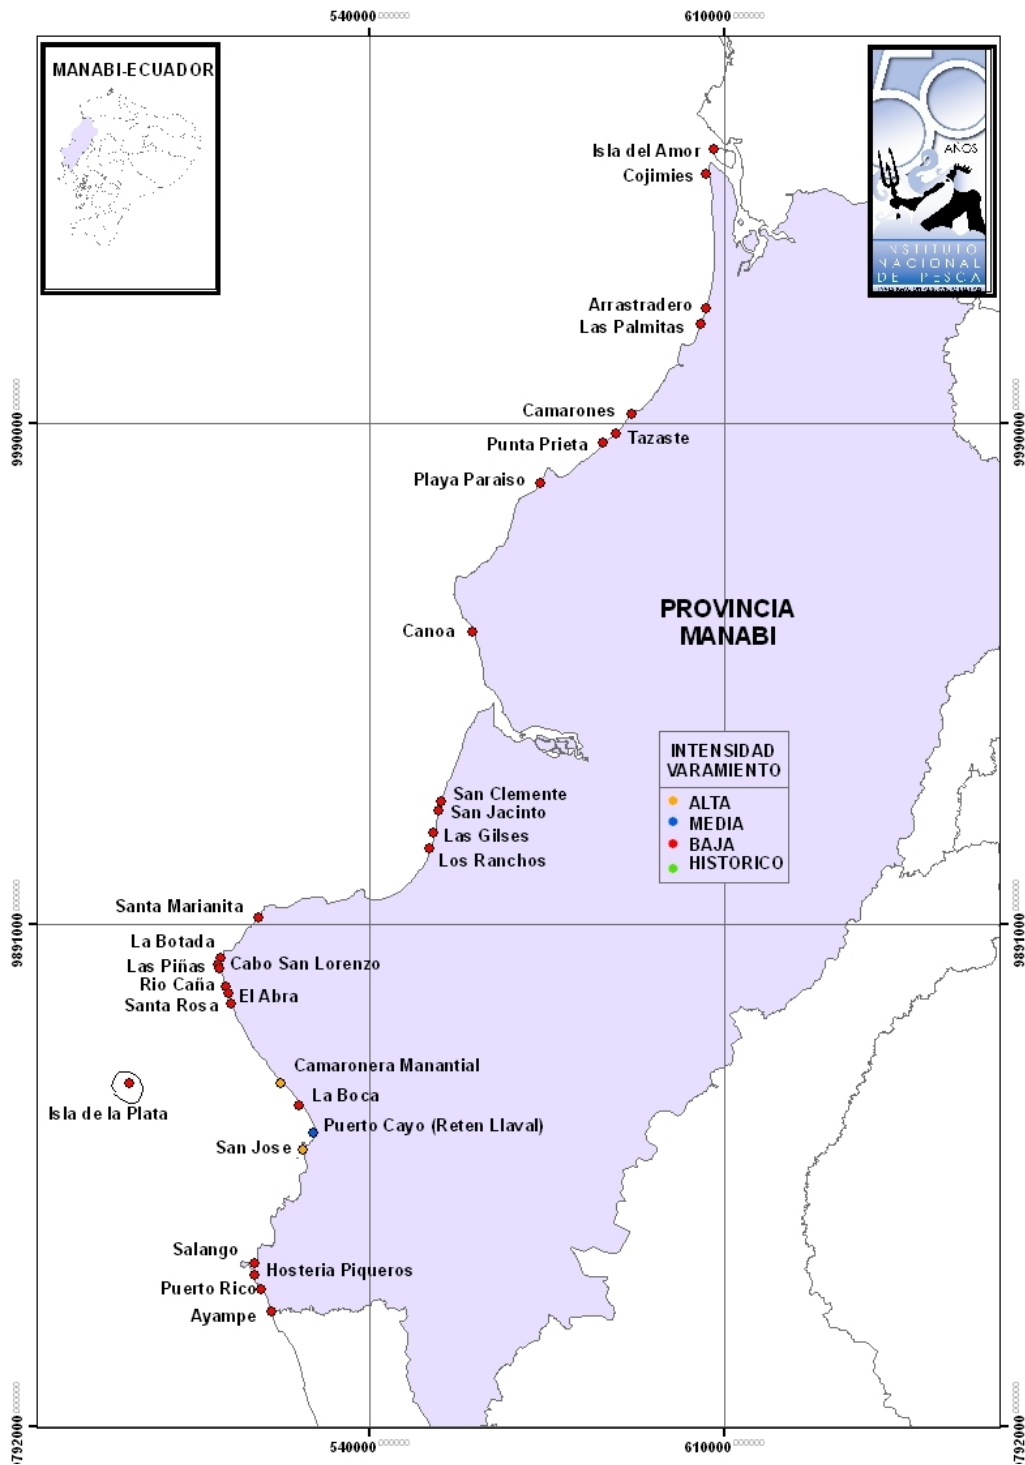 540000
610000
MANABI-ECUADOR
50
AÑOS
INSTITUTO
NACIONAL
DE PESCA
Isla del Amor
Cojimies
Arrastradero
Las Palmitas
Camarones
9990000
9990000
Tazaste
Punta Prieta
Playa Paraiso
PROVINCIA
MANABI
Canoa
INTENSIDAD
VARAMIENTO
ALTA
MEDIA
BAJA
HISTORICO
San Clemente
San Jacinto
Las Gilses
Los Ranchos
Santa Marianita
9891000
9891000
La Botada
Cabo San Lorenzo
Las Piñas
Rio Caña
El Abra
Santa Rosa
Camaronera Manantial
La Boca
Isla de la Plata
Puerto Cayo (Reten Llaval)
San Jose
Salango
Hosteria Piqueros
Puerto Rico
Ayampe
9792000
9792000
540000
610000